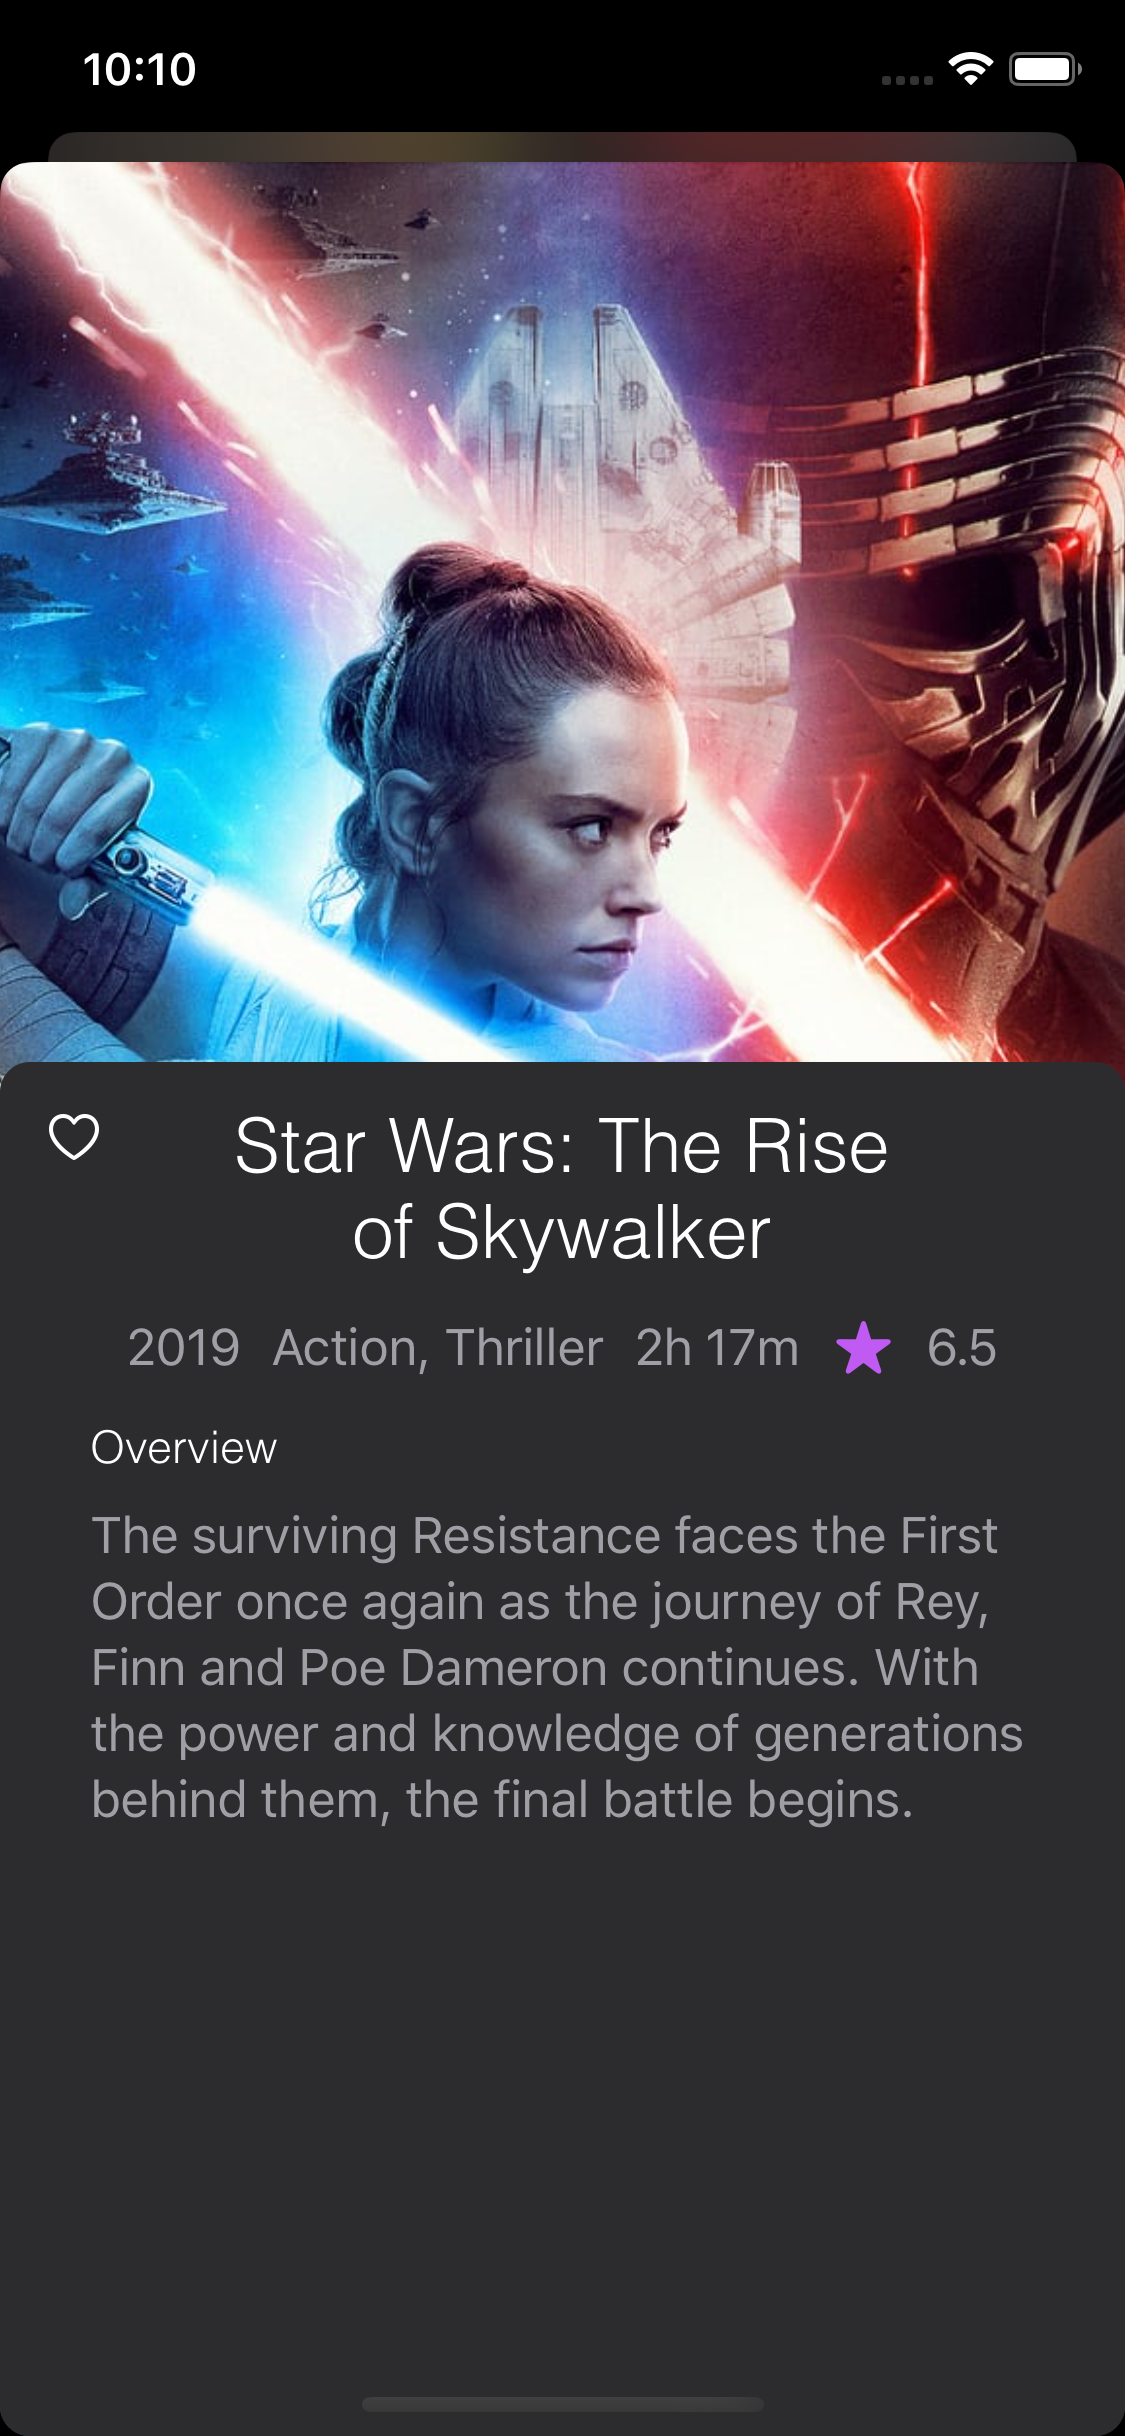 10:10
Star Wars: The Rise
of Skywalker
2019 Action, Thriller 2h 17m 6.5
Overview
The surviving Resistance faces the First
Order once again as the journey of Rey,
Finn and Poe Dameron continues. With
the power and knowledge of generations
behind them, the final battle begins.